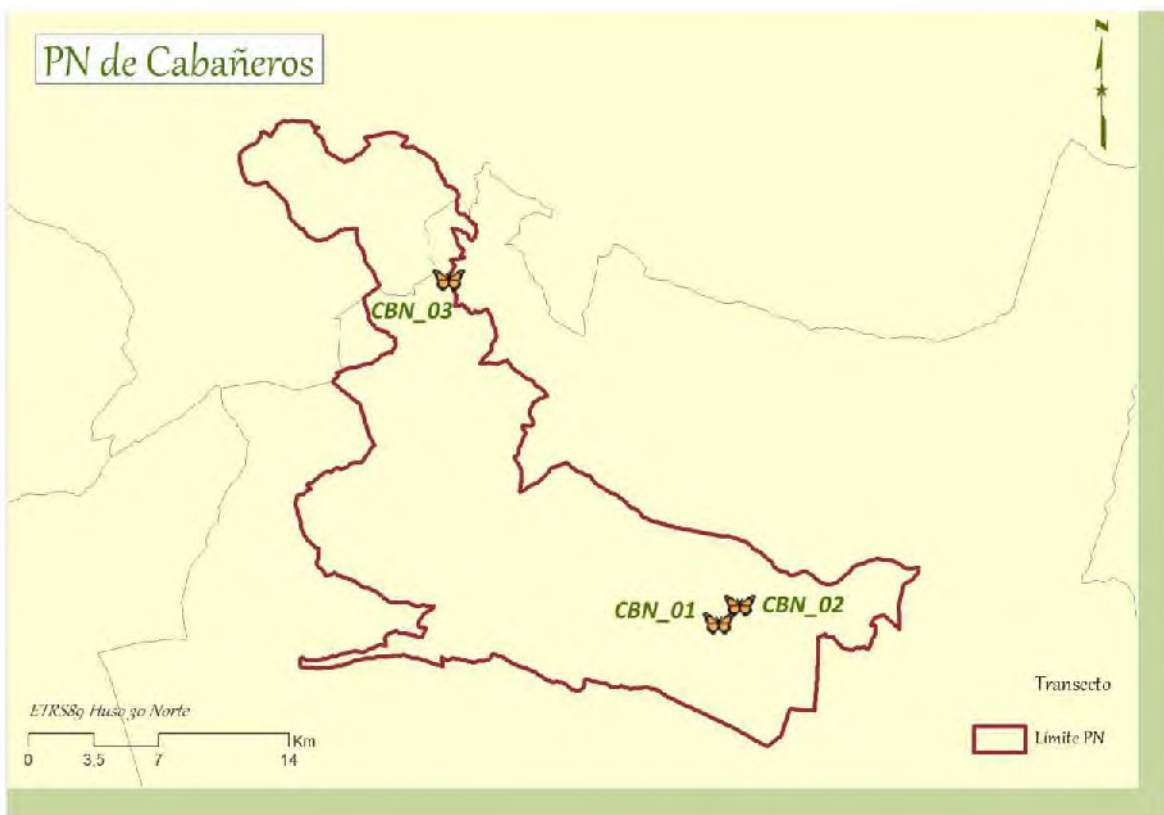 PN de Cabañeros
N
CBN_03
CBN_01
CBN_02
Transecto
Límite PN
ETRS89 Huso 30 Norte
Km
0 3,5 7 14